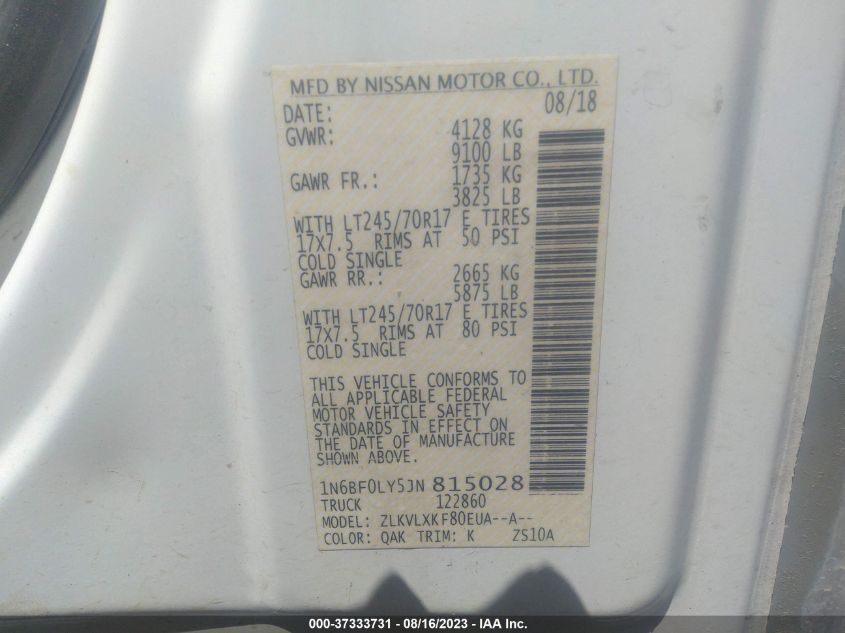 MFD BY NISSAN MOTOR CO., LTD.
DATE: 08/18
GVWR: 4128 KG
9100 LB
GAWR FR.: 1735 KG
3825 LB
WITH LT245/70R17 E TIRES
17X7.5 RIMS AT 50 PSI
COLD SINGLE
GAWR RR.: 2665 KG
5875 LB
WITH LT245/70R17 E TIRES
17X7.5 RIMS AT 80 PSI
COLD SINGLE
THIS VEHICLE CONFORMS TO
ALL APPLICABLE FEDERAL
MOTOR VEHICLE SAFETY
STANDARDS IN EFFECT ON
THE DATE OF MANUFACTURE
SHOWN ABOVE.
1N6BF0LY5JN 815028
TRUCK 122860
MODEL: ZLKVLXKF80EUA--A--
COLOR: QAK TRIM: K ZS10A
000-37333731 - 08/16/2023 - IAA Inc.